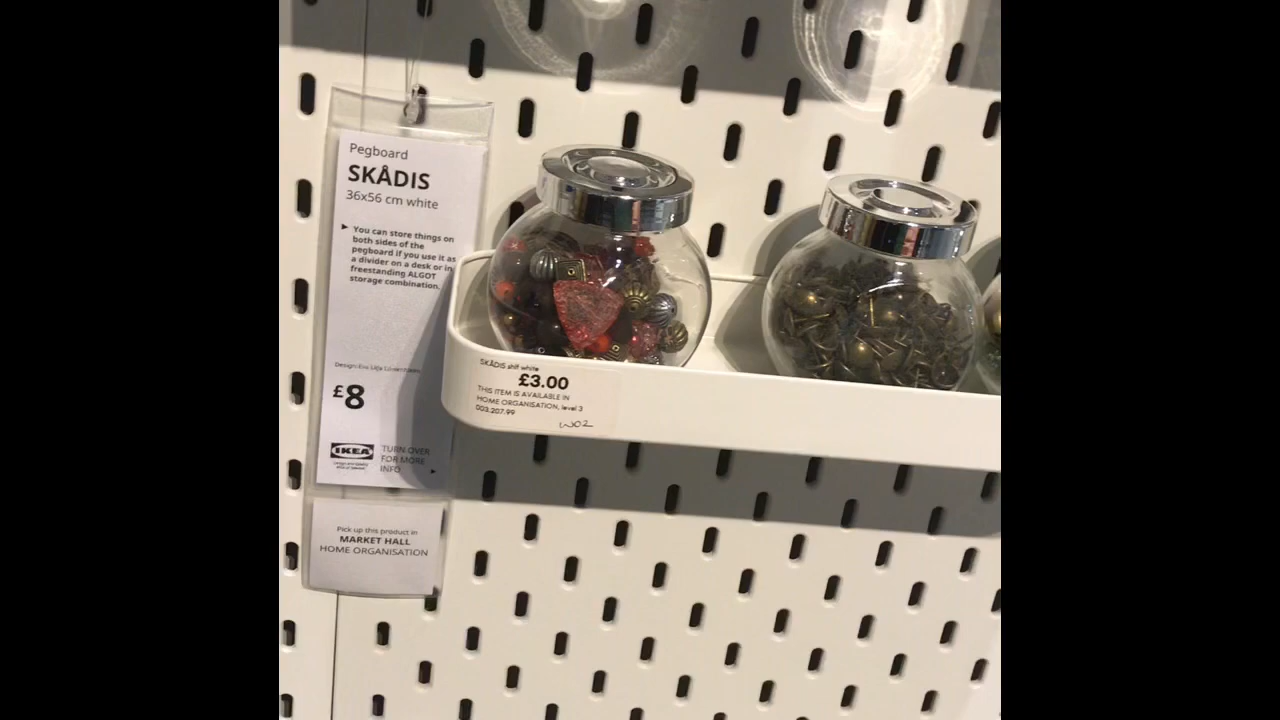 Pegboard
SKÅDIS
36x56 cm white
► You can store things on
both sides of the
pegboard if you use it as
a divider on a desk or in
freestanding ALGOT
storage combination.
£8
IKEA
TURN OVER
FOR MORE
INFO ►
Pick up this product in
MARKET HALL
HOME ORGANISATION
SKÅDIS shlf white
£3.00
THIS ITEM IS AVAILABLE IN
HOME ORGANISATION, level 3
003.207.99
W02